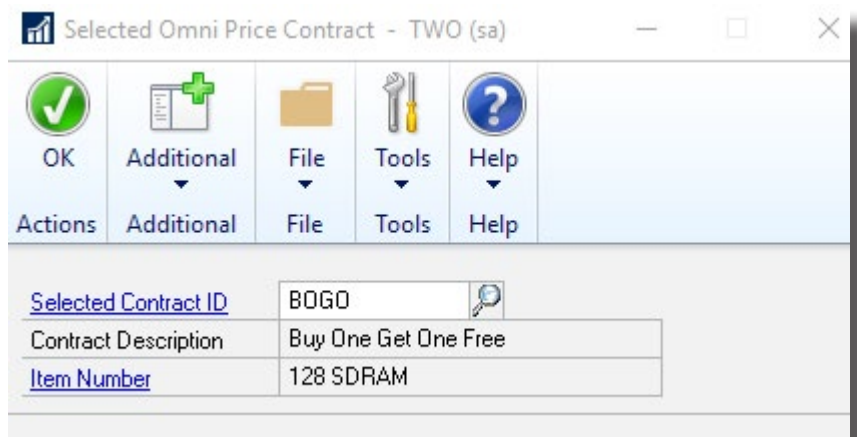 Selected Omni Price Contract - TWO (sa)
OK Additional File Tools Help
Actions Additional File Tools Help
Selected Contract ID BOGO
Contract Description Buy One Get One Free
Item Number 128 SDRAM